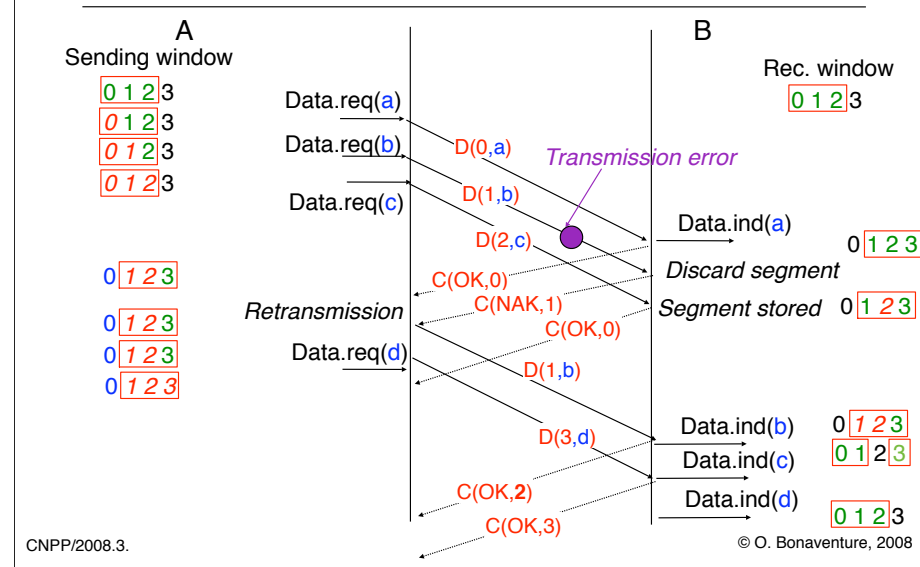 A
B
Sending window
Rec. window
0 1 2 3
0 1 2 3
0 1 2 3
0 1 2 3
0 1 2 3
Data.req(a)
Data.req(b)
Data.req(c)
D(0,a)
Transmission error
D(1,b)
D(2,c)
Data.ind(a)
0 1 2 3
Discard segment
0 1 2 3
C(OK,0)
C(NAK,1)
Retransmission
Segment stored
0 1 2 3
C(OK,0)
0 1 2 3
0 1 2 3
0 1 2 3
Data.req(d)
D(1,b)
D(3,d)
Data.ind(b)
0 1 2 3
Data.ind(c)
0 1 2 3
C(OK,2)
Data.ind(d)
0 1 2 3
C(OK,3)
CNPP/2008.3.
© O. Bonaventure, 2008